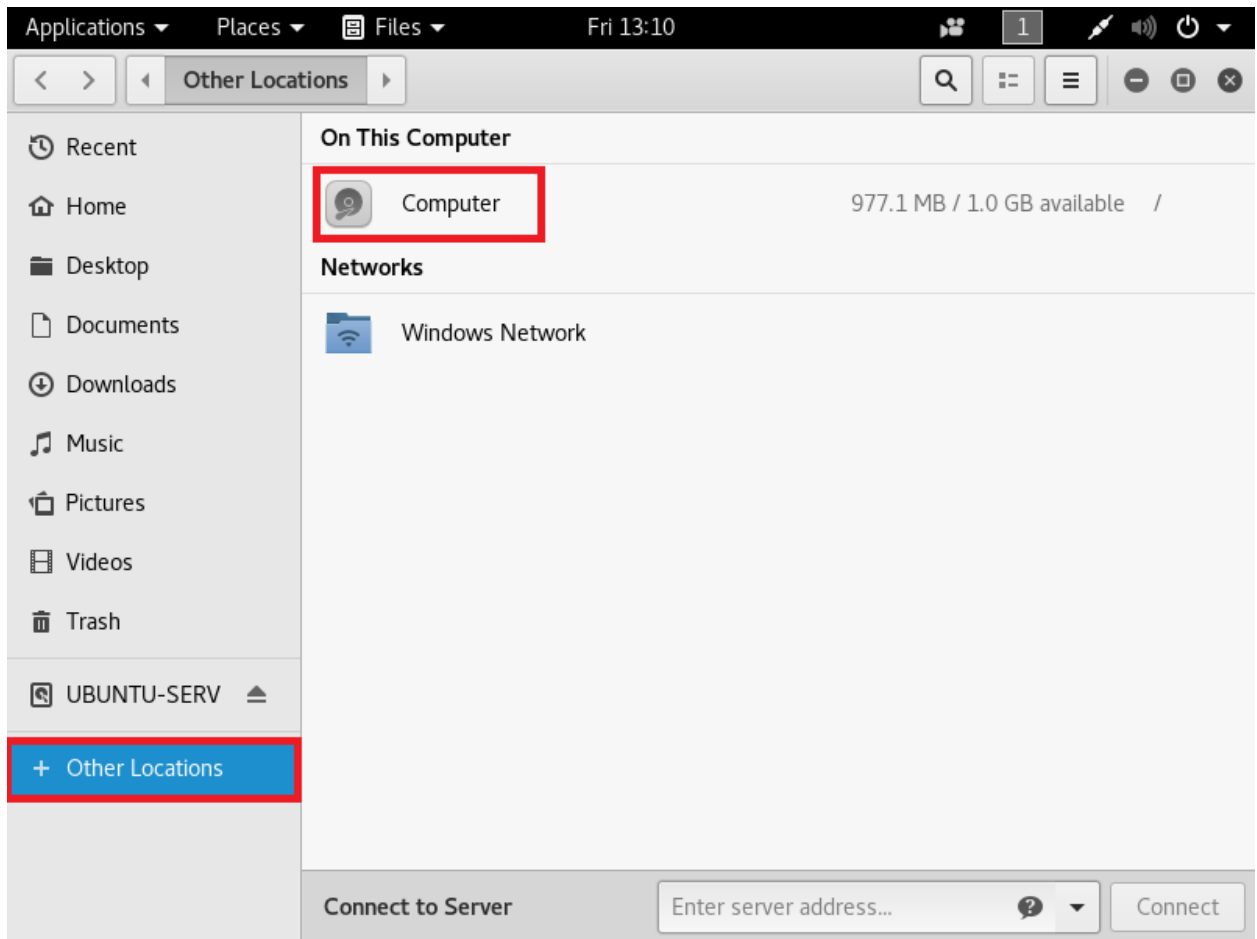 Applications Places Files Fri 13:10 1
Other Locations
Recent
Home
Desktop
Documents
Downloads
Music
Pictures
Videos
Trash
UBUNTU-SERV
+ Other Locations
On This Computer
Computer 977.1 MB / 1.0 GB available /
Networks
Windows Network
Connect to Server Enter server address... Connect